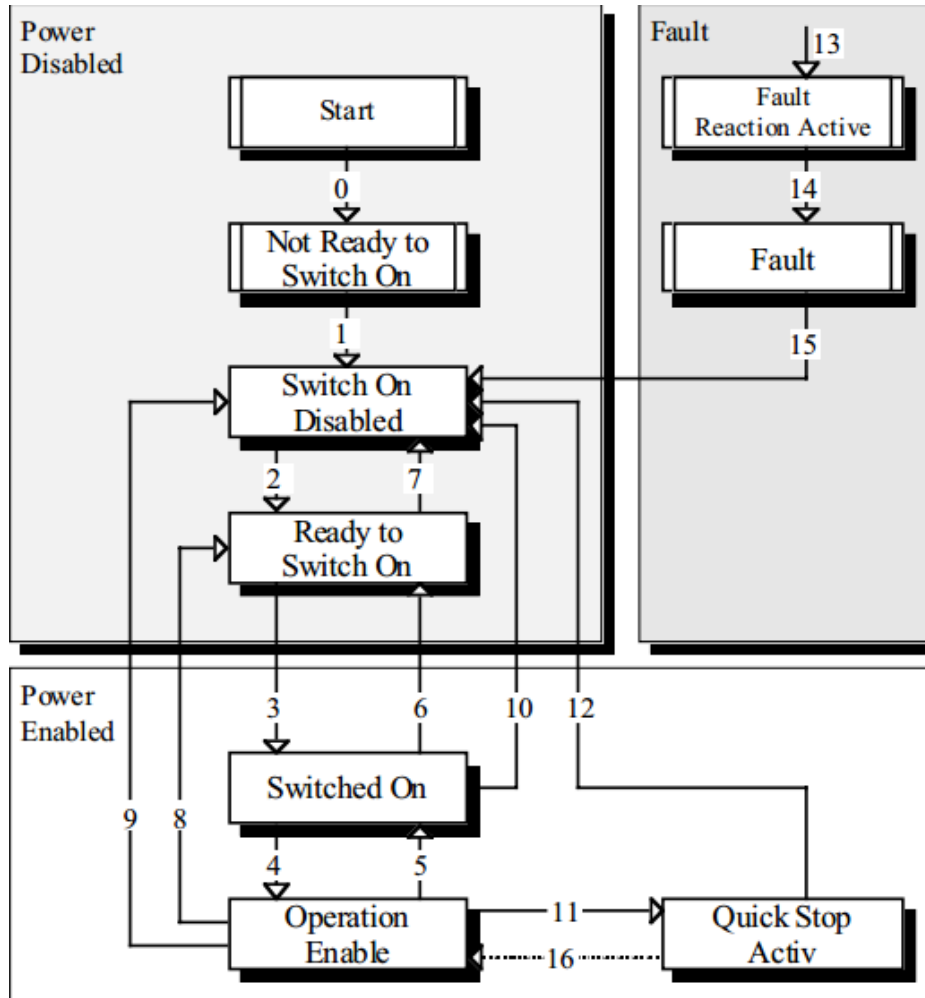 Power
Disabled
Start
0
Not Ready to
Switch On
1
Switch On
Disabled
2
7
Ready to
Switch On
Fault
13
Fault
Reaction Active
14
Fault
15
Power
Enabled
3
6
10
12
Switched On
9
8
4
5
Operation
Enable
11
16
Quick Stop
Activ